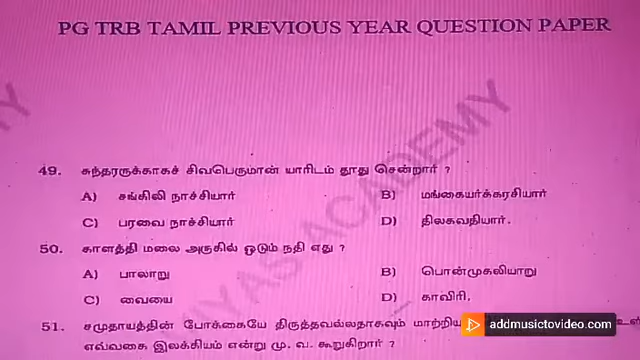 PG TRB TAMIL PREVIOUS YEAR QUESTION PAPER
49. சுந்தரருக்காகச் சிவபெருமான் யாரிடம் தூது சென்றார் ?
A) சங்கிலி நாச்சியார் B) மங்கையர்க்கரசியார்
C) பரவை நாச்சியார் D) திலகவதியார்.
50. காளத்தி மலை அருகில் ஓடும் நதி எது ?
A) பாலாறு B) பொன்முகலியாறு
C) வையை D) காவிரி.
51. சமுதாயத்தின் போக்கையே திருத்தவல்லதாகவும்
எவ்வகை இலக்கியம் என்று மு. வ. கூறுகிறார் ?
ACADEMY
addmusictovideo.com